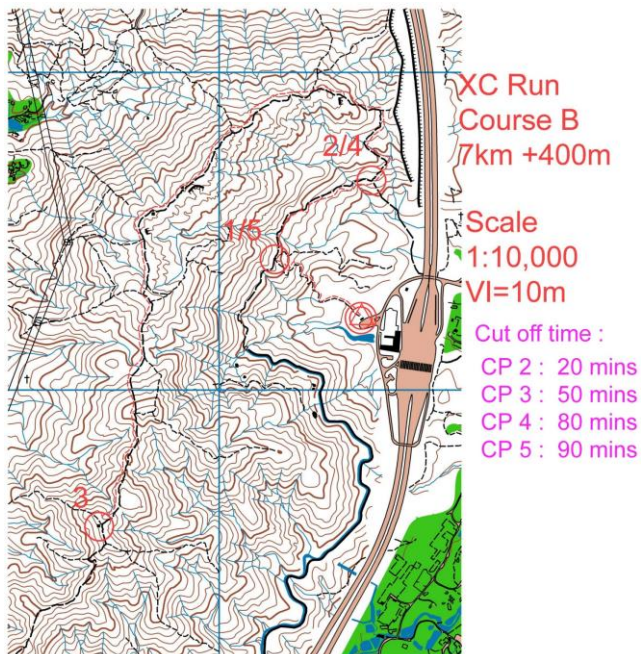 XC Run
Course B
7km +400m
2/4
1/5
Scale
1:10,000
VI=10m
Cut off time :
CP 2 : 20 mins
CP 3 : 50 mins
CP 4 : 80 mins
CP 5 : 90 mins
3